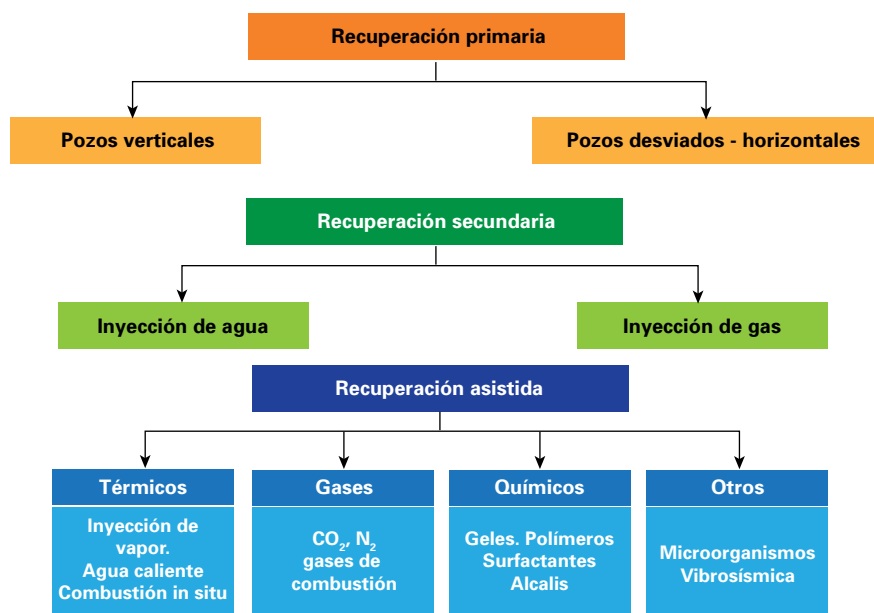 Recuperación primaria
Pozos verticales
Pozos desviados - horizontales
Recuperación secundaria
Inyección de agua
Inyección de gas
Recuperación asistida
Térmicos
Inyección de
vapor.
Agua caliente
Combustión in situ
Gases
CO₂, N₂
gases de
combustión
Químicos
Geles. Polímeros
Surfactantes
Alcalis
Otros
Microorganismos
Vibrosísmica